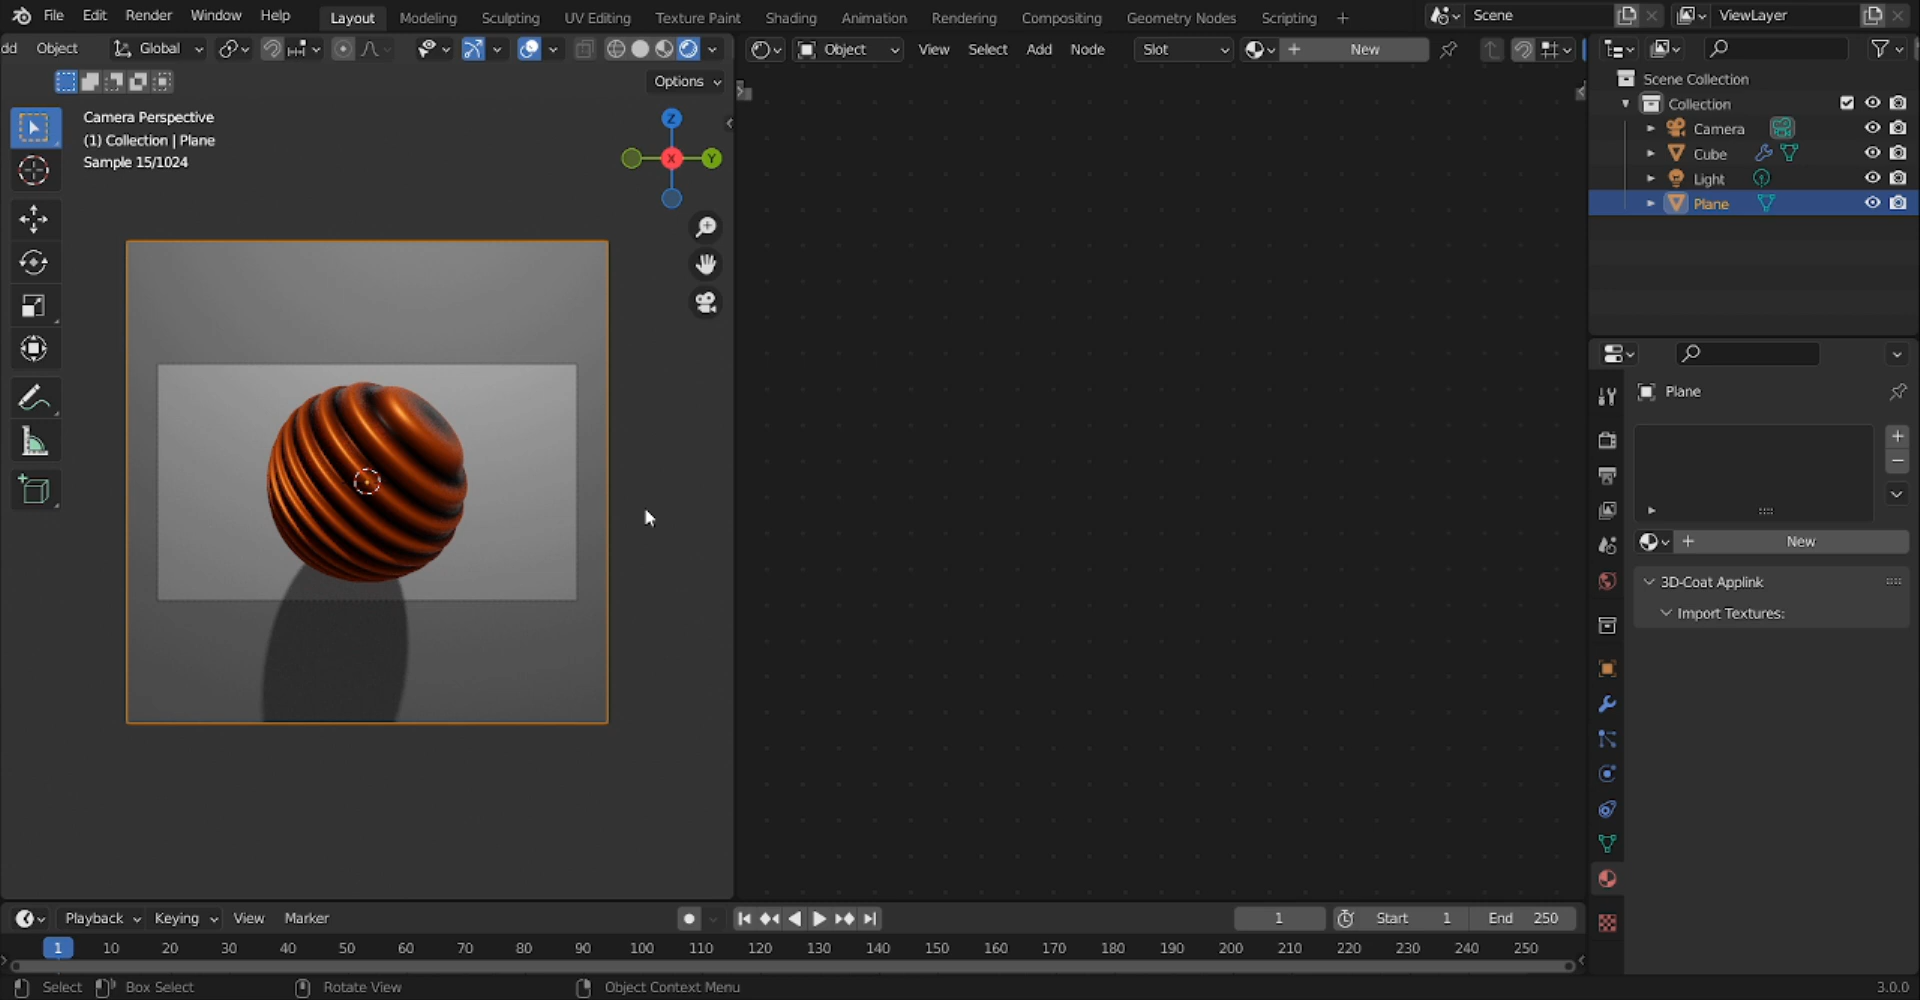 File Edit Render Window Help Layout Modeling Sculpting UV Editing Texture Paint Shading Animation Rendering Compositing Geometry Nodes Scripting + Scene ViewLayer
dd Object Global Object View Select Add Node Slot New
Options
Camera Perspective
(1) Collection | Plane
Sample 15/1024
Z
X
Y
Scene Collection
Collection
Camera
Cube
Light
Plane
Plane
New
3D-Coat Applink
Import Textures:
Playback Keying View Marker 1 Start 1 End 250
1 10 20 30 40 50 60 70 80 90 100 110 120 130 140 150 160 170 180 190 200 210 220 230 240 250
Select Box Select Rotate View Object Context Menu 3.0.0